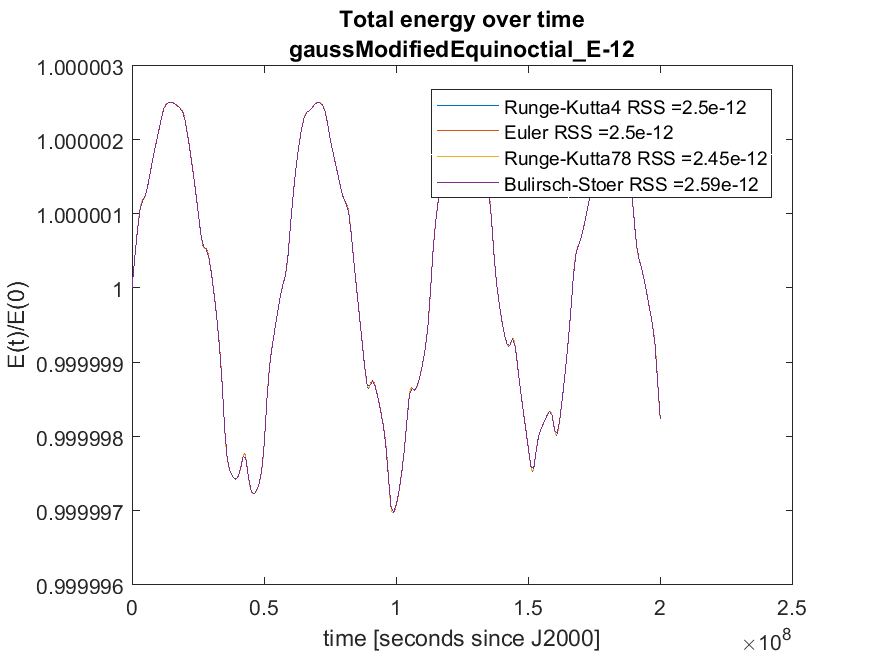 Total energy over time
gaussModifiedEquinoctial_E-12
1.000003
1.000002
1.000001
1
0.999999
0.999998
0.999997
0.999996
E(t)/E(0)
Runge-Kutta4 RSS =2.5e-12
Euler RSS =2.5e-12
Runge-Kutta78 RSS =2.45e-12
Bulirsch-Stoer RSS =2.59e-12
0 0.5 1 1.5 2 2.5
time [seconds since J2000]
×10^8